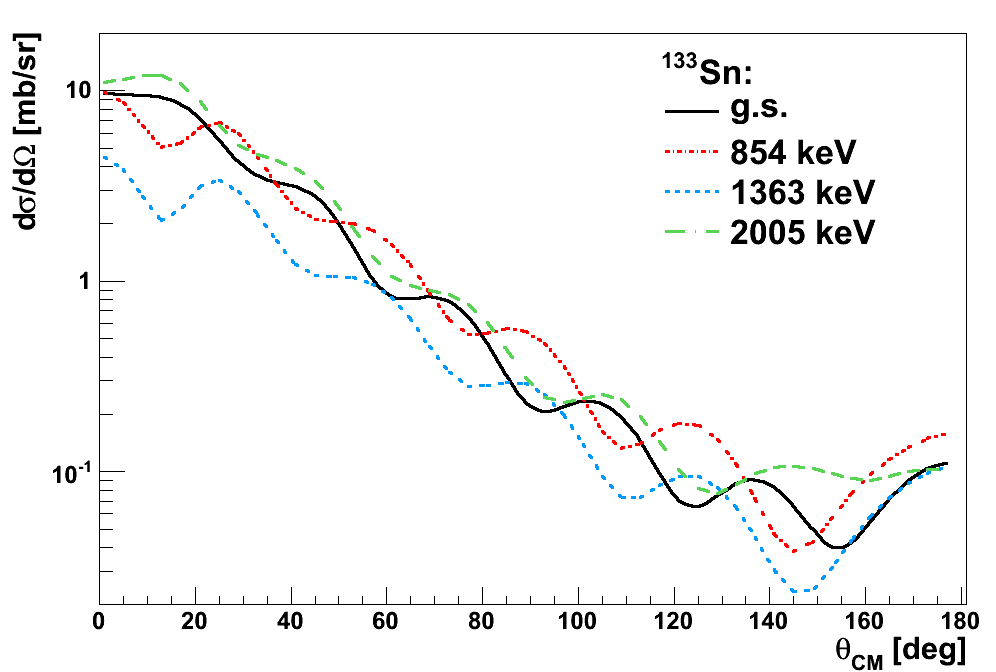 dσ/dΩ [mb/sr]
10
1
10⁻¹
¹³³Sn:
g.s.
854 keV
1363 keV
2005 keV
0 20 40 60 80 100 120 140 160 180
θCM [deg]